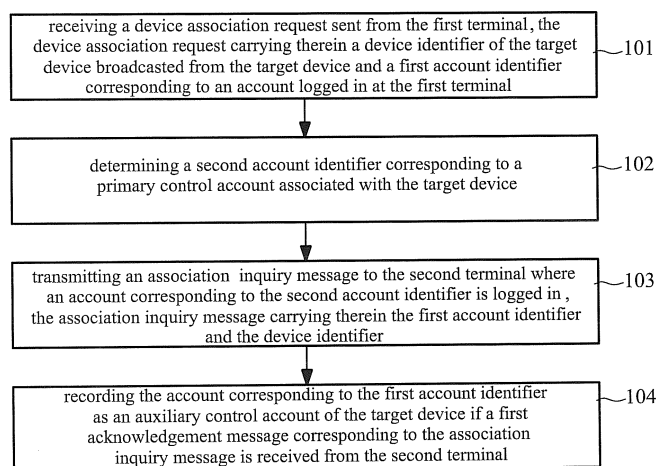 receiving a device association request sent from the first terminal, the
device association request carrying therein a device identifier of the target
device broadcasted from the target device and a first account identifier
corresponding to an account logged in at the first terminal
101
determining a second account identifier corresponding to a
primary control account associated with the target device
102
transmitting an association inquiry message to the second terminal where
an account corresponding to the second account identifier is logged in ,
the association inquiry message carrying therein the first account identifier
and the device identifier
103
recording the account corresponding to the first account identifier
as an auxiliary control account of the target device if a first
acknowledgement message corresponding to the association
inquiry message is received from the second terminal
104